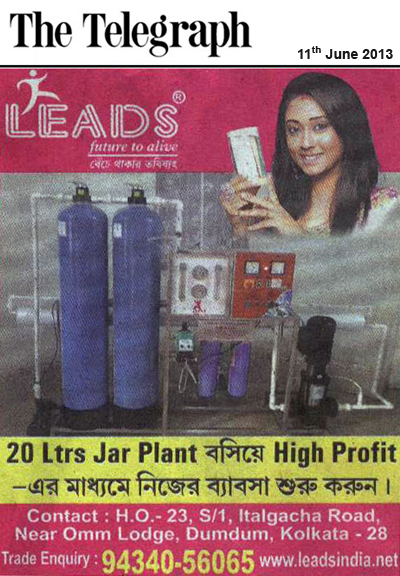 The Telegraph
11th June 2013
LEADS®
future to alive
বেঁচে থাকার ভবিষ্যৎ
20 Ltrs Jar Plant বসিয়ে High Profit
–এর মাধ্যমে নিজের ব্যাবসা শুরু করুন।
Contact : H.O.- 23, S/1, Italgacha Road,
Near Omm Lodge, Dumdum, Kolkata - 28
Trade Enquiry : 94340-56065 www.leadsindia.net